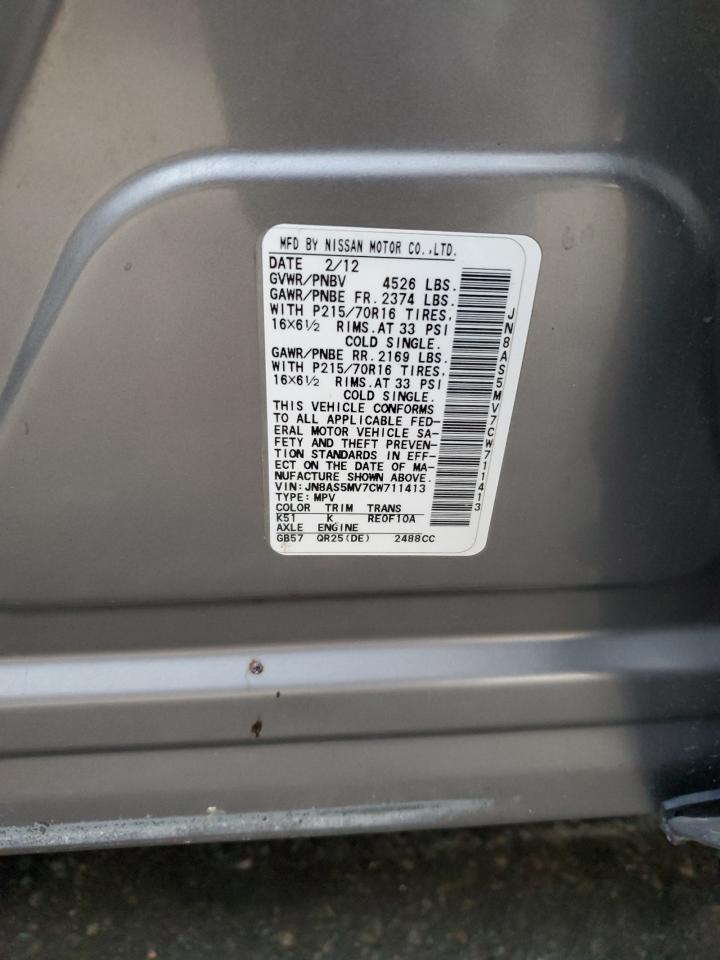 MFD BY NISSAN MOTOR CO.,LTD.
DATE 2/12
GVWR/PNBV 4526 LBS.
GAWR/PNBE FR. 2374 LBS.
WITH P215/70R16 TIRES,
16X6½ RIMS. AT 33 PSI
COLD SINGLE.
GAWR/PNBE RR. 2169 LBS.
WITH P215/70R16 TIRES,
16X6½ RIMS. AT 33 PSI
COLD SINGLE.
THIS VEHICLE CONFORMS
TO ALL APPLICABLE FED-
ERAL MOTOR VEHICLE SA-
FETY AND THEFT PREVEN-
TION STANDARDS IN EFF-
ECT ON THE DATE OF MA-
NUFACTURE SHOWN ABOVE.
VIN: JN8AS5MV7CW711413
TYPE: MPV
COLOR TRIM TRANS
K51 K RE0F10A
AXLE ENGINE
GB57 QR25(DE) 2488CC
JN8AS5MV7CW711413